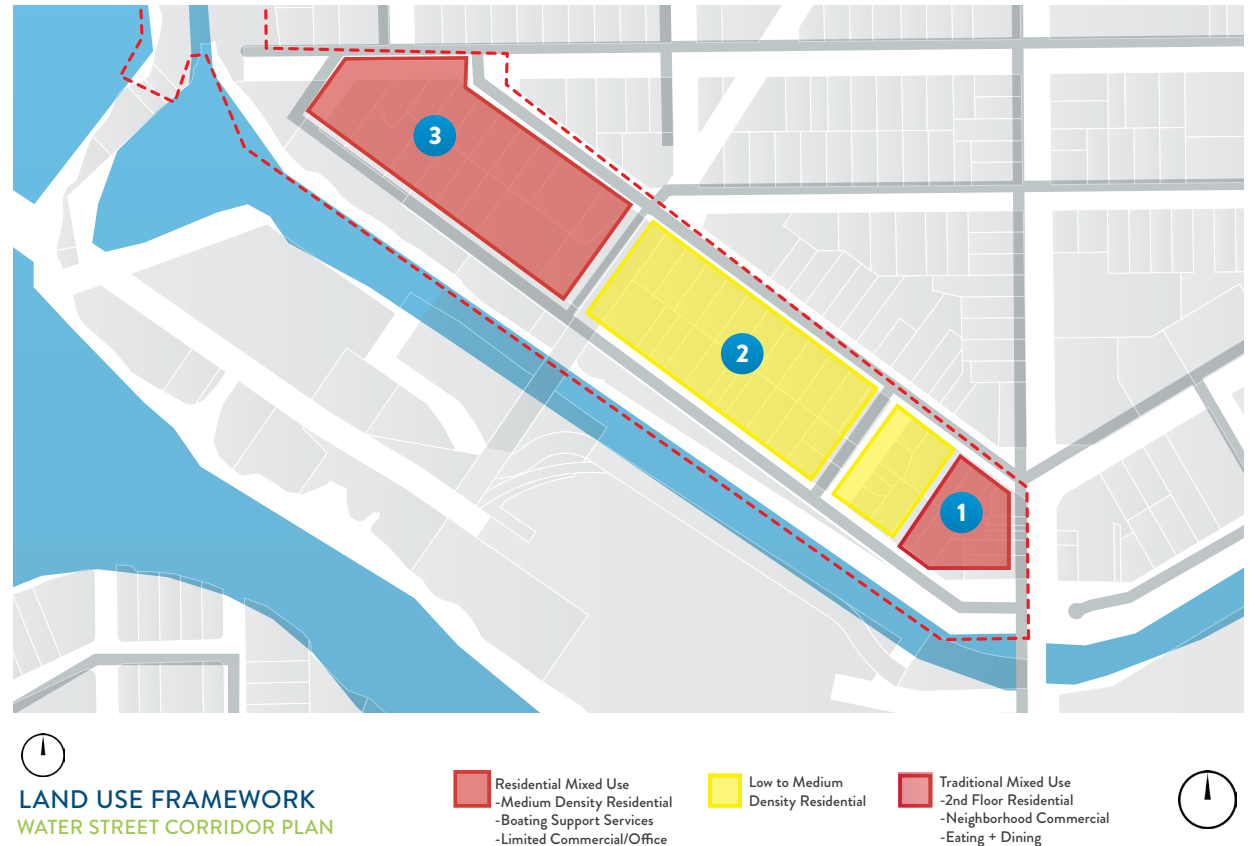 3
2
1
LAND USE FRAMEWORK
WATER STREET CORRIDOR PLAN
Residential Mixed Use
-Medium Density Residential
-Boating Support Services
-Limited Commercial/Office
Low to Medium
Density Residential
Traditional Mixed Use
-2nd Floor Residential
-Neighborhood Commercial
-Eating + Dining